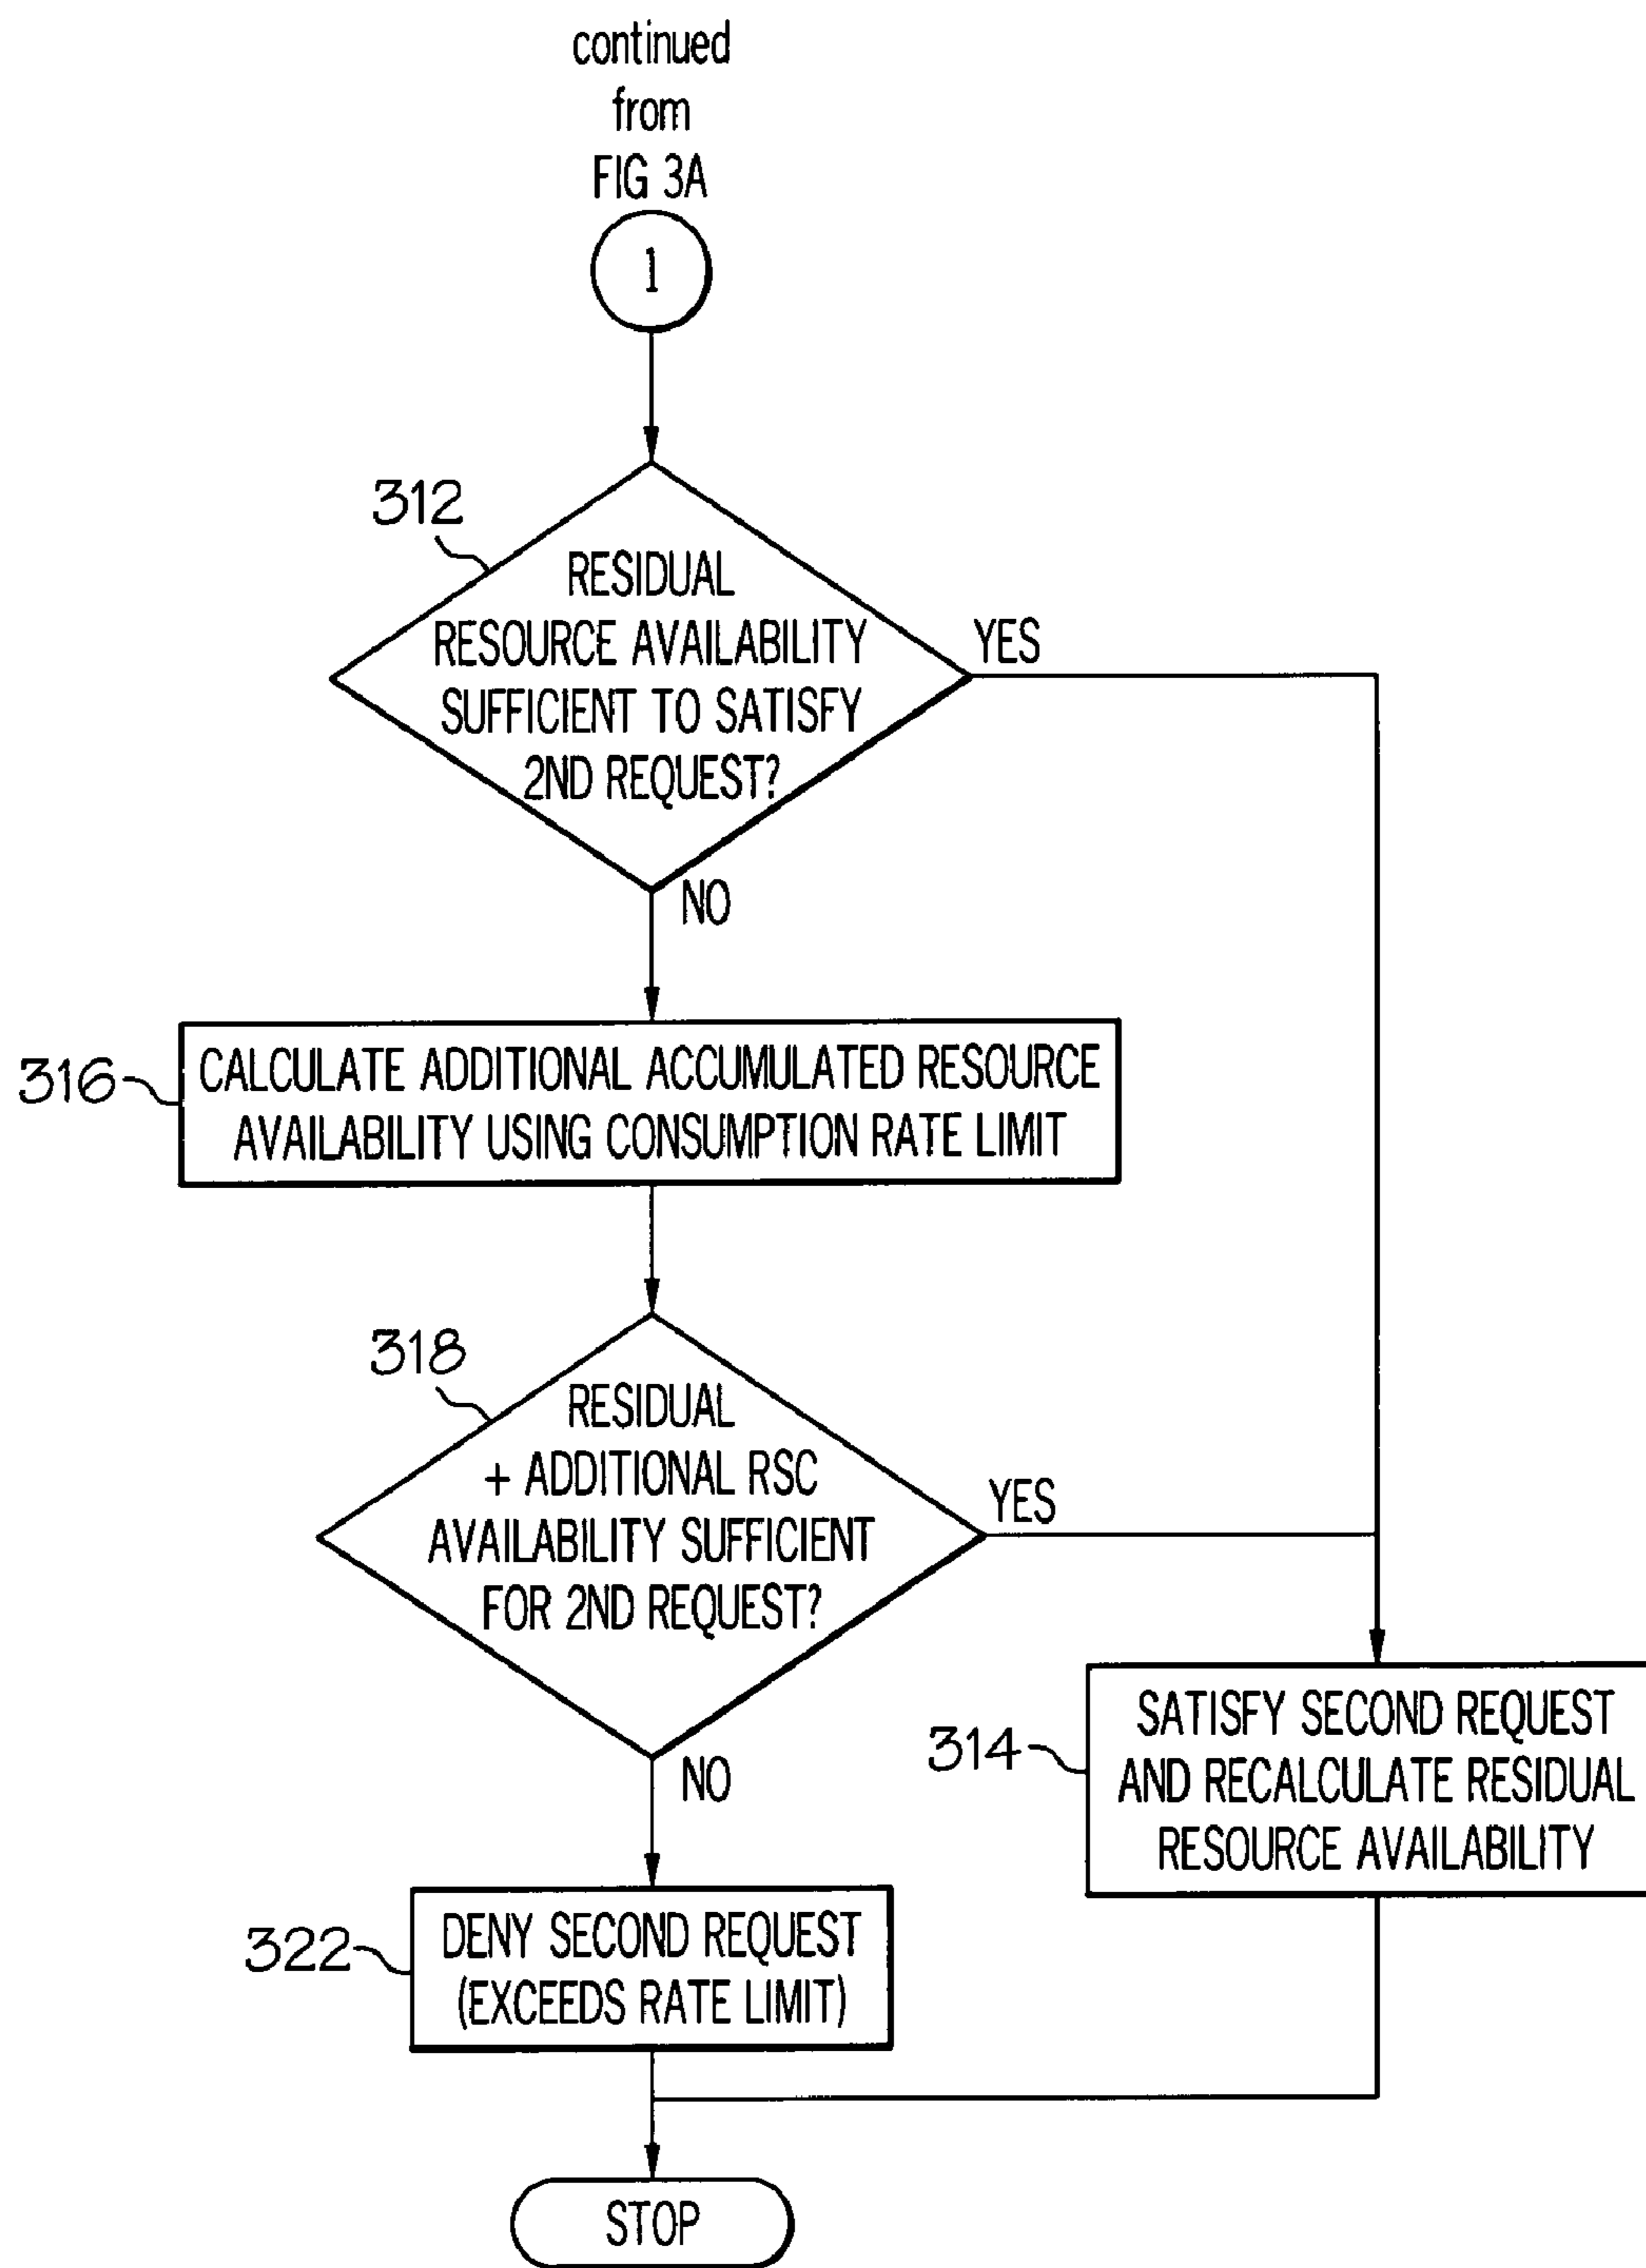 continued
from
FIG 3A
1
312
RESIDUAL
RESOURCE AVAILABILITY
SUFFICIENT TO SATISFY
2ND REQUEST?
YES
NO
316
CALCULATE ADDITIONAL ACCUMULATED RESOURCE
AVAILABILITY USING CONSUMPTION RATE LIMIT
318
RESIDUAL
+ ADDITIONAL RSC
AVAILABILITY SUFFICIENT
FOR 2ND REQUEST?
YES
NO
314
SATISFY SECOND REQUEST
AND RECALCULATE RESIDUAL
RESOURCE AVAILABILITY
322
DENY SECOND REQUEST
(EXCEEDS RATE LIMIT)
STOP